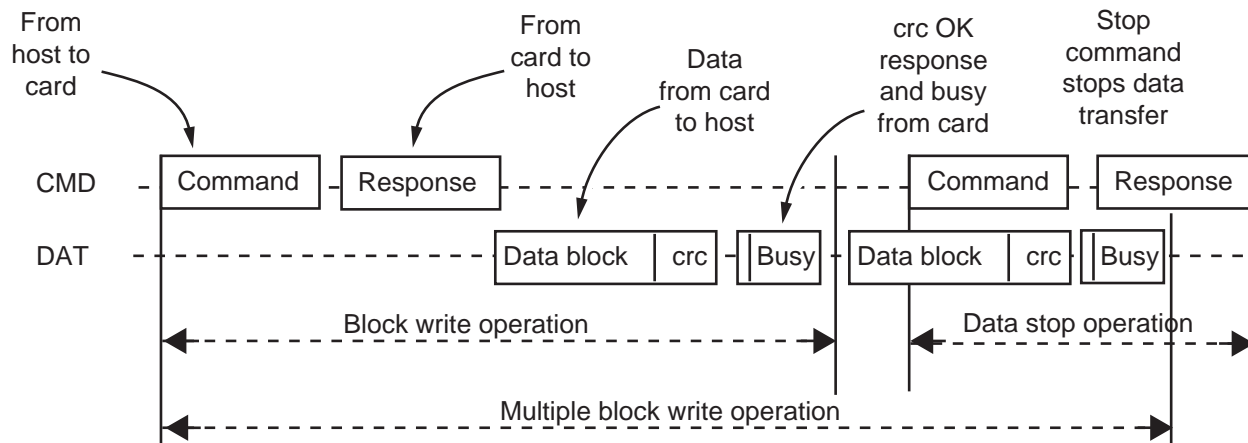 From
host to
card
From
card to
host
Data
from card
to host
crc OK
response
and busy
from card
Stop
command
stops data
transfer
CMD
Command
Response
Command
Response
DAT
Data block
crc
Busy
Data block
crc
Busy
Block write operation
Data stop operation
Multiple block write operation